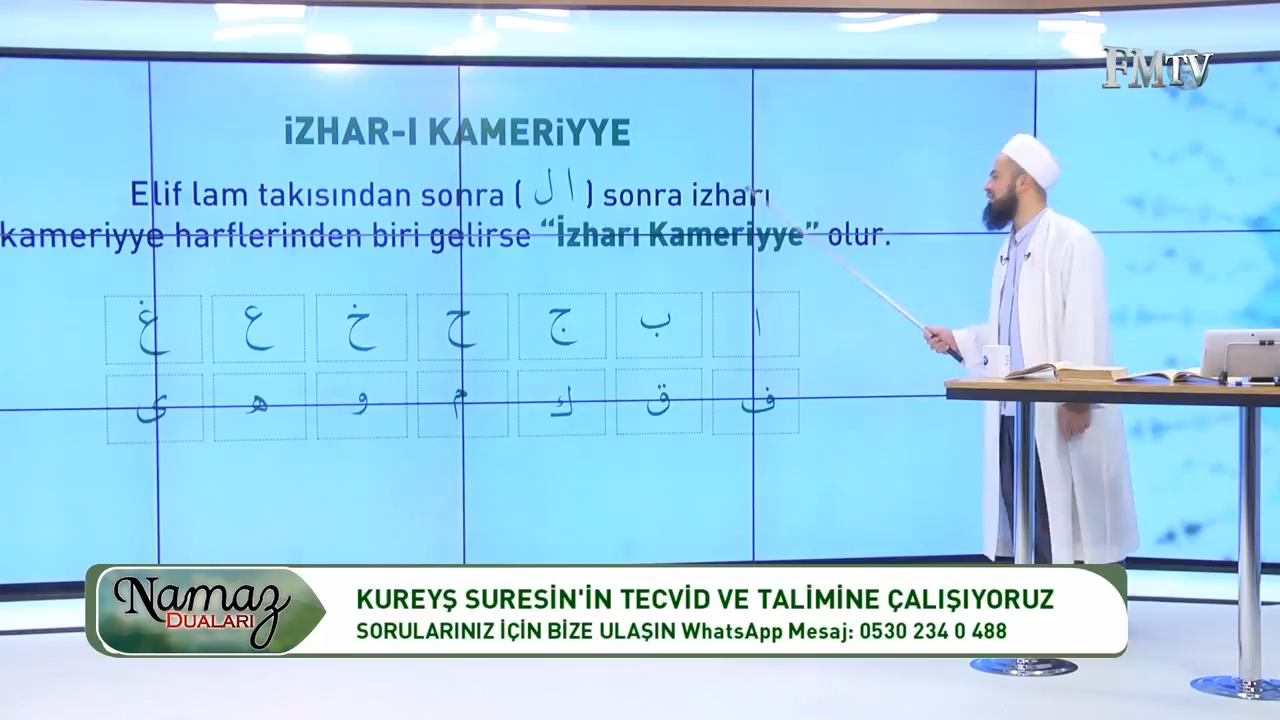 FMTV
İZHAR-I KAMERİYYE
Elif lam takısından sonra ( ال ) sonra izharı
kameriyye harflerinden biri gelirse “İzharı Kameriyye” olur.
ا ب ج ح خ ع غ
ف ق ك م و ه ى
Namaz
DUALARI
KUREYŞ SURESİN'İN TECVİD VE TALİMİNE ÇALIŞIYORUZ
SORULARINIZ İÇİN BİZE ULAŞIN WhatsApp Mesaj: 0530 234 0 488